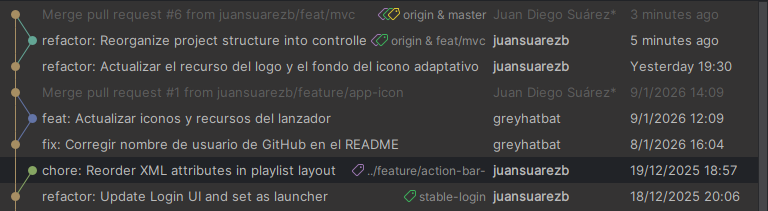 Merge pull request #6 from juansuarezb/feat/mvc origin & master Juan Diego Suárez* 3 minutes ago
refactor: Reorganize project structure into controlle origin & feat/mvc juansuarezb 5 minutes ago
refactor: Actualizar el recurso del logo y el fondo del icono adaptativo juansuarezb Yesterday 19:30
Merge pull request #1 from juansuarezb/feature/app-icon Juan Diego Suárez* 9/1/2026 14:09
feat: Actualizar iconos y recursos del lanzador greyhatbat 9/1/2026 12:09
fix: Corregir nombre de usuario de GitHub en el README greyhatbat 8/1/2026 16:04
chore: Reorder XML attributes in playlist layout ../feature/action-bar- juansuarezb 19/12/2025 18:57
refactor: Update Login UI and set as launcher stable-login juansuarezb 18/12/2025 20:06